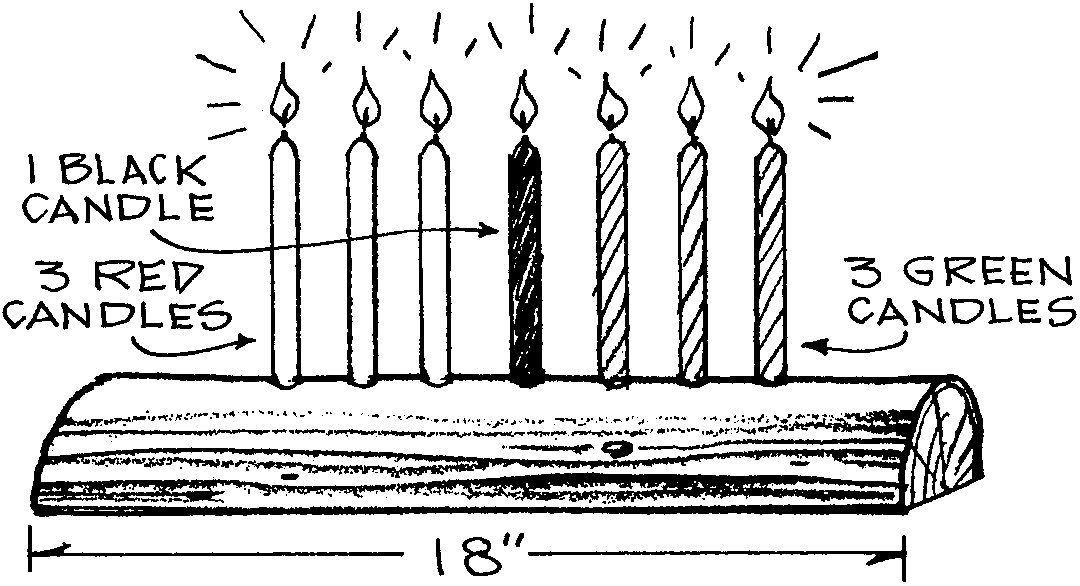 1 BLACK
CANDLE
3 RED
CANDLES
3 GREEN
CANDLES
18"